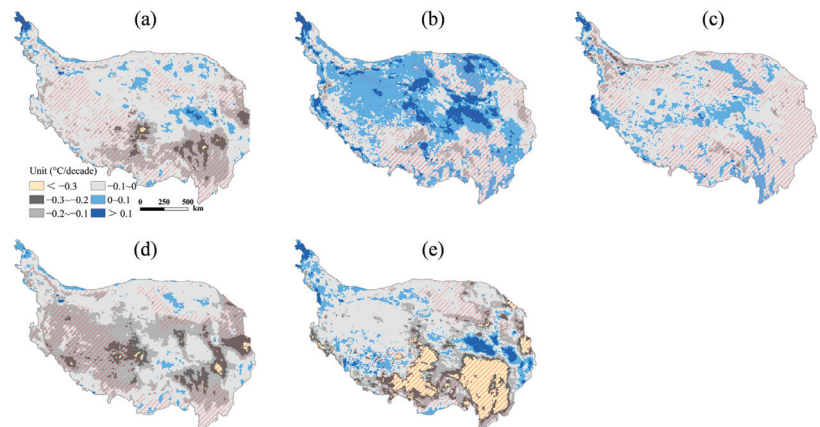 (a)
(b)
(c)
Unit (°C/decade)
< −0.3
−0.1~0
−0.3~−0.2
0~0.1
−0.2~−0.1
> 0.1
0 250 500
km
(d)
(e)